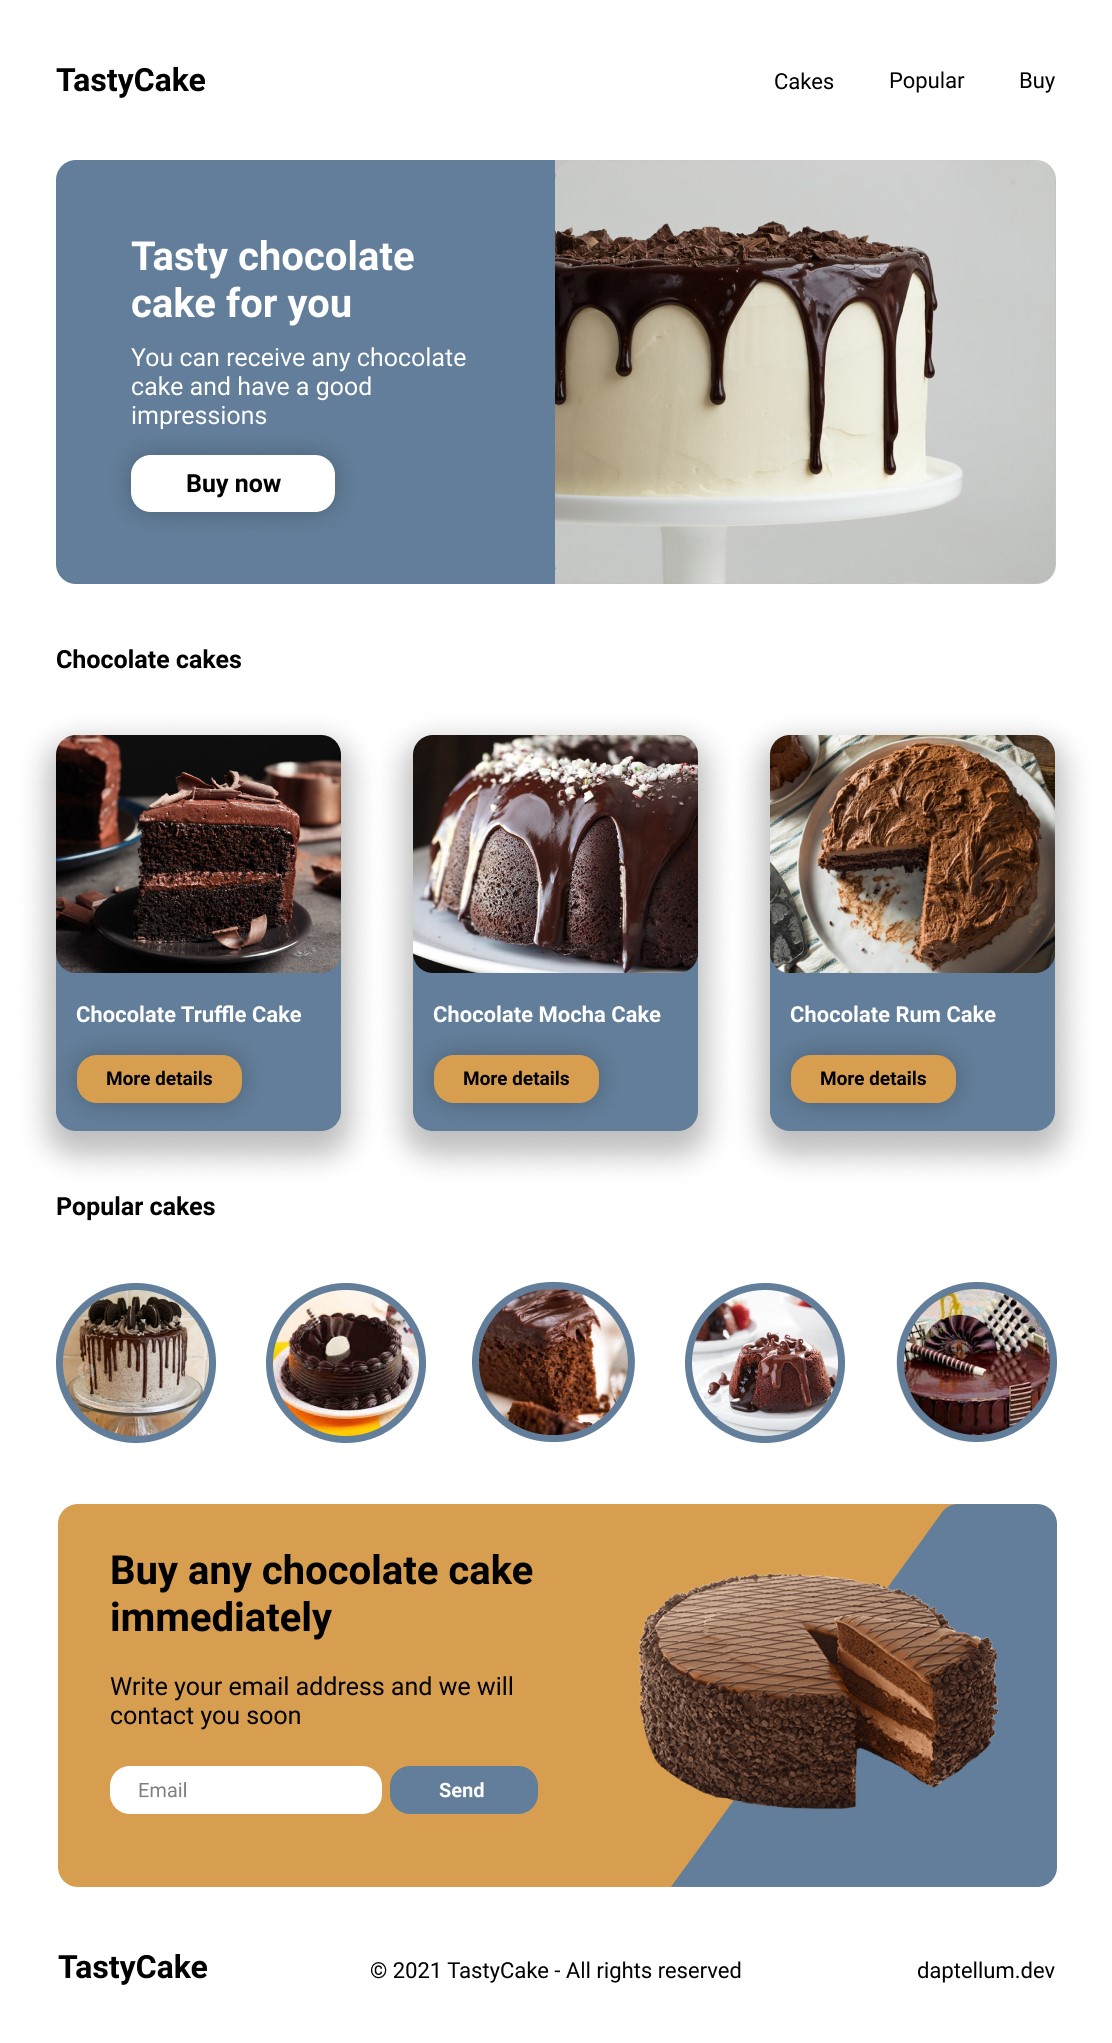 TastyCake
Cakes
Popular
Buy
Tasty chocolate
cake for you
You can receive any chocolate
cake and have a good
impressions
Buy now
Chocolate cakes
Chocolate Truffle Cake
More details
Chocolate Mocha Cake
More details
Chocolate Rum Cake
More details
Popular cakes
Buy any chocolate cake
immediately
Write your email address and we will
contact you soon
Email
Send
TastyCake
© 2021 TastyCake - All rights reserved
daptellum.dev